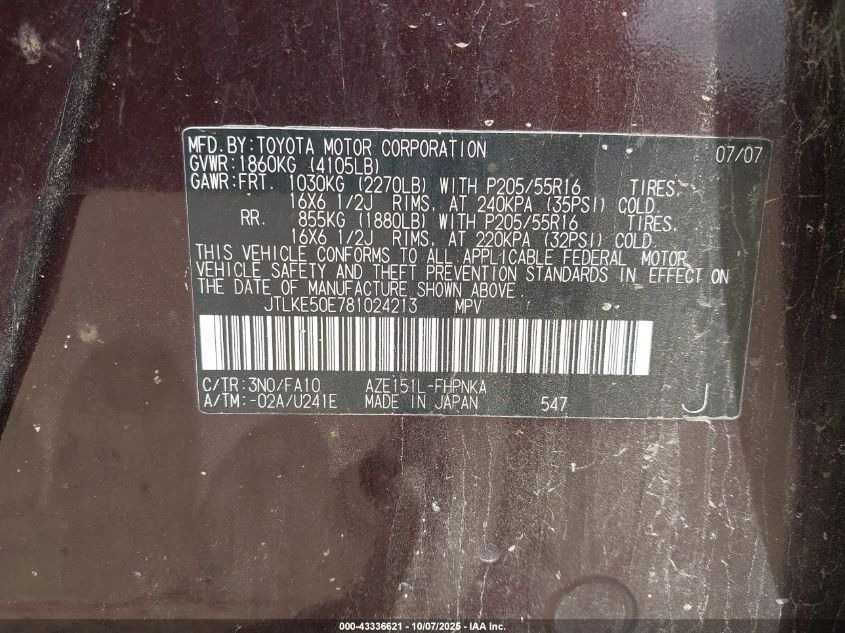 MFD. BY: TOYOTA MOTOR CORPORATION 07/07
GVWR: 1860KG (4105LB)
GAWR: FRT. 1030KG (2270LB) WITH P205/55R16 TIRES.
16X6 1/2J RIMS, AT 240KPA (35PSI) COLD.
RR. 855KG (1880LB) WITH P205/55R16 TIRES.
16X6 1/2J RIMS, AT 220KPA (32PSI) COLD.
THIS VEHICLE CONFORMS TO ALL APPLICABLE FEDERAL MOTOR
VEHICLE SAFETY AND THEFT PREVENTION STANDARDS IN EFFECT ON
THE DATE OF MANUFACTURE SHOWN ABOVE.
JTLKE50E781024213 MPV
C/TR: 3N0/FA10 AZE151L-FHPNKA
A/TM: -02A/U241E MADE IN JAPAN 547 J
000-43336621 - 10/07/2025 - IAA Inc.